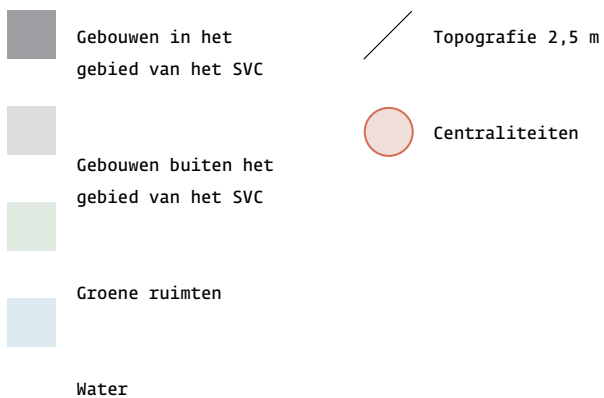 Gebouwen in het
gebied van het SVC
Gebouwen buiten het
gebied van het SVC
Groene ruimten
Water
Topografie 2,5 m
Centraliteiten